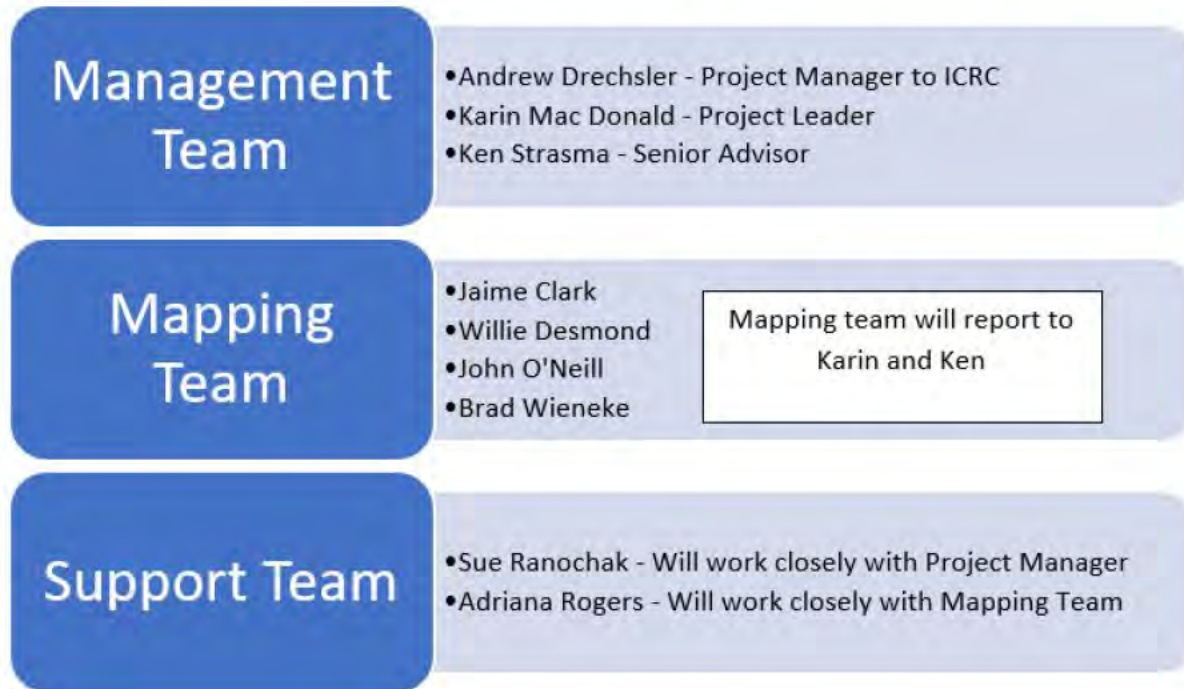 Management
Team
•Andrew Drechsler - Project Manager to ICRC
•Karin Mac Donald - Project Leader
•Ken Strasma - Senior Advisor
Mapping
Team
•Jaime Clark
•Willie Desmond
•John O'Neill
•Brad Wieneke
Mapping team will report to
Karin and Ken
Support Team
•Sue Ranochak - Will work closely with Project Manager
•Adriana Rogers - Will work closely with Mapping Team